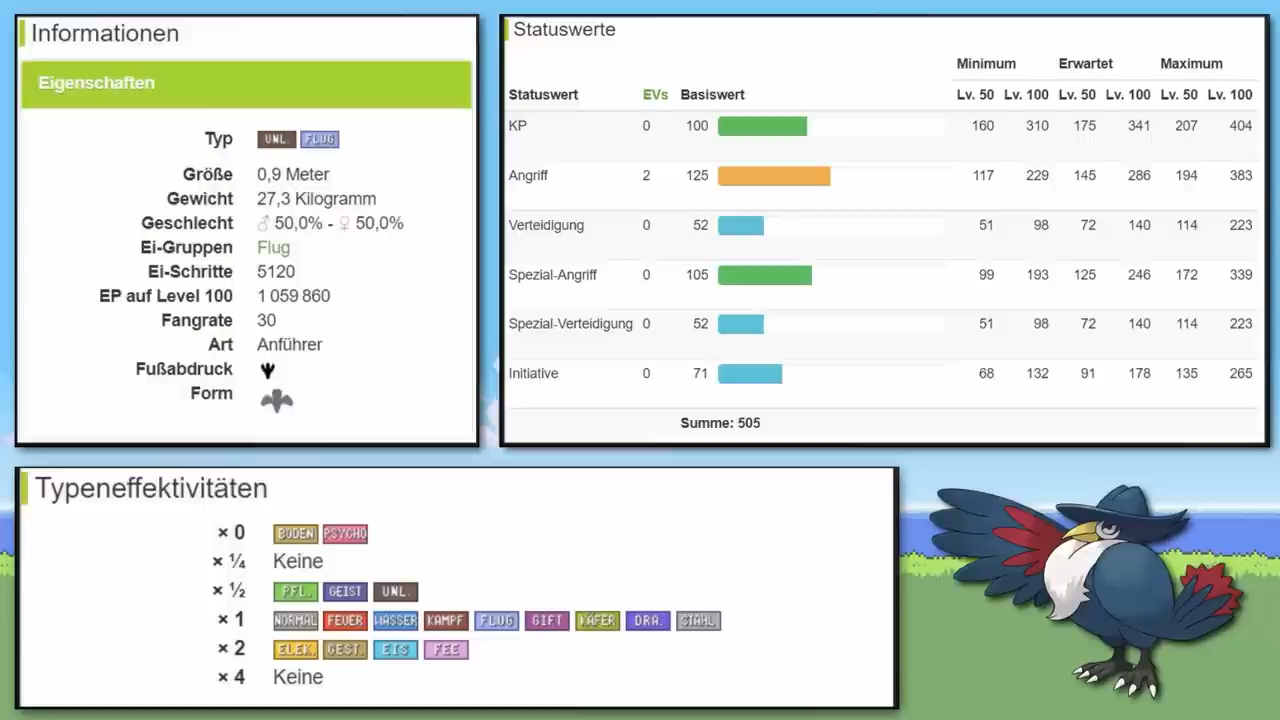 Informationen
Eigenschaften
Typ UNL. FLUG
Größe 0,9 Meter
Gewicht 27,3 Kilogramm
Geschlecht ♂ 50,0% - ♀ 50,0%
Ei-Gruppen Flug
Ei-Schritte 5120
EP auf Level 100 1 059 860
Fangrate 30
Art Anführer
Fußabdruck
Form
Statuswerte
Minimum Erwartet Maximum
Statuswert EVs Basiswert Lv. 50 Lv. 100 Lv. 50 Lv. 100 Lv. 50 Lv. 100
KP 0 100 160 310 175 341 207 404
Angriff 2 125 117 229 145 286 194 383
Verteidigung 0 52 51 98 72 140 114 223
Spezial-Angriff 0 105 99 193 125 246 172 339
Spezial-Verteidigung 0 52 51 98 72 140 114 223
Initiative 0 71 68 132 91 178 135 265
Summe: 505
Typeneffektivitäten
× 0 BODEN PSYCHO
× ¼ Keine
× ½ PFL. GEIST UNL.
× 1 NORMAL FEUER WASSER KAMPF FLUG GIFT KÄFER DRA. STAHL
× 2 ELEK. GEST. EIS FEE
× 4 Keine